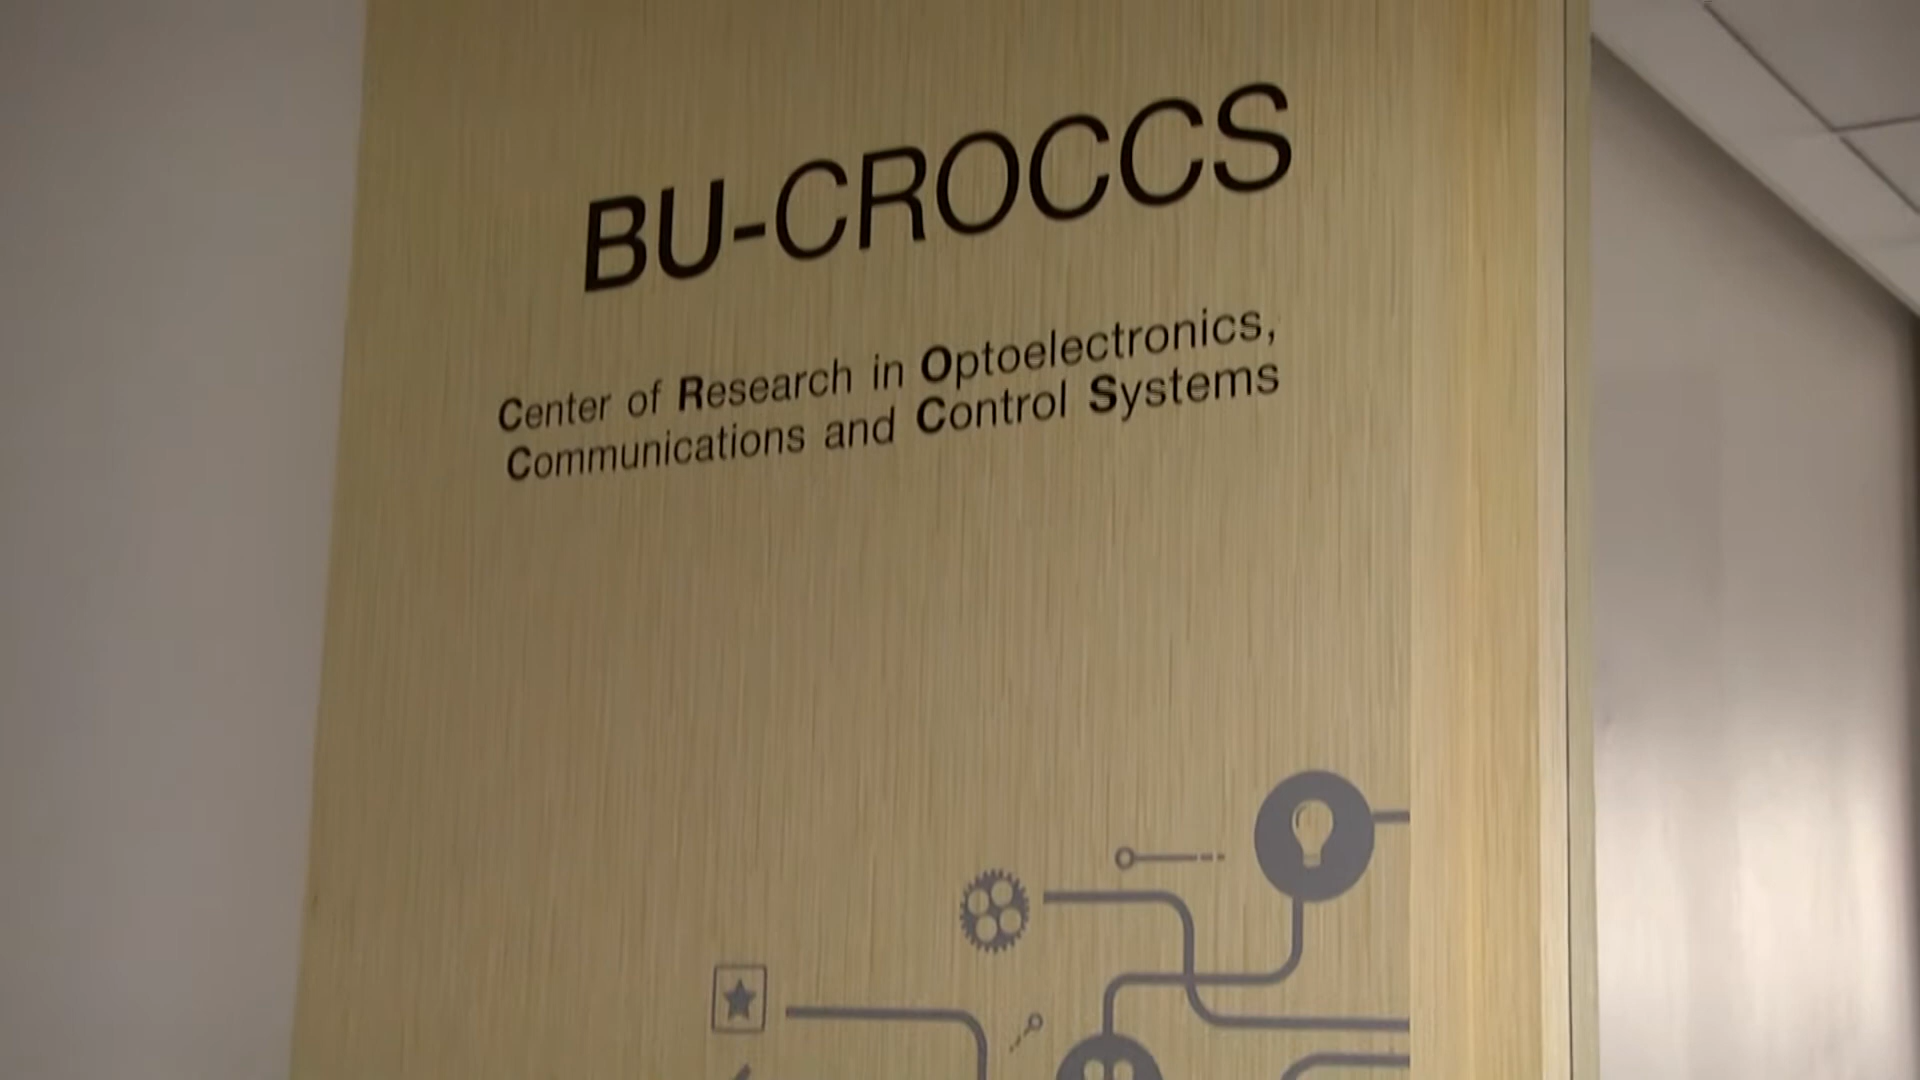 BU-CROCCS
Center of Research in Optoelectronics,
Communications and Control Systems